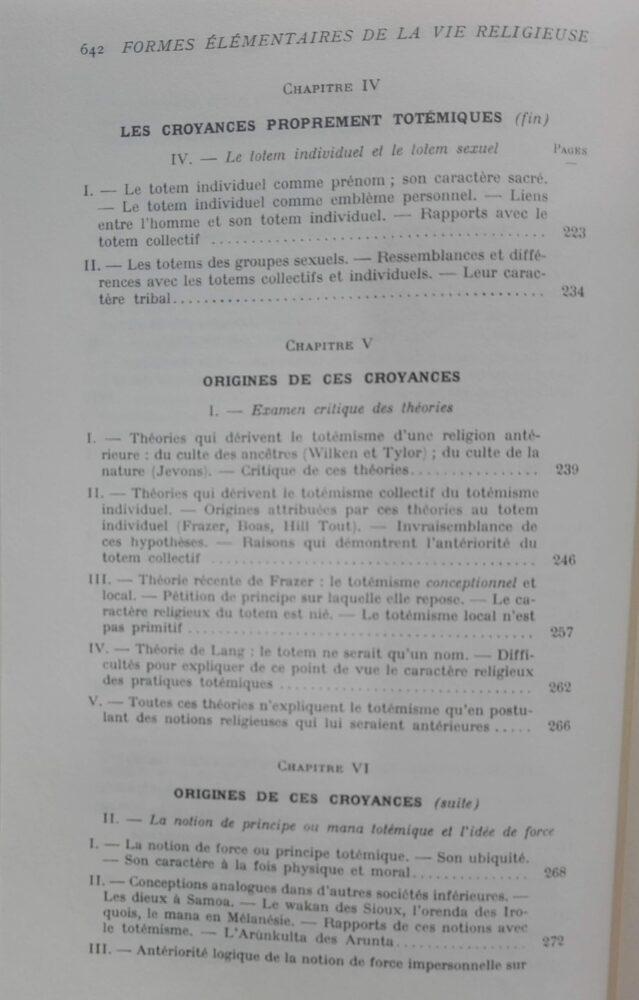 642 FORMES ÉLÉMENTAIRES DE LA VIE RELIGIEUSE
CHAPITRE IV
LES CROYANCES PROPREMENT TOTÉMIQUES (fin)
IV. — Le totem individuel et le totem sexuel
PAGES
—
I. — Le totem individuel comme prénom ; son caractère sacré.
— Le totem individuel comme emblème personnel. — Liens
entre l'homme et son totem individuel. — Rapports avec le
totem collectif ........................................ 223
II. — Les totems des groupes sexuels. — Ressemblances et diffé-
rences avec les totems collectifs et individuels. — Leur carac-
tère tribal............................................. 234
CHAPITRE V
ORIGINES DE CES CROYANCES
I. — Examen critique des théories
I. — Théories qui dérivent le totémisme d'une religion anté-
rieure : du culte des ancêtres (Wilken et Tylor) ; du culte de la
nature (Jevons). — Critique de ces théories................ 239
II. — Théories qui dérivent le totémisme collectif du totémisme
individuel. — Origines attribuées par ces théories au totem
individuel (Frazer, Boas, Hill Tout). — Invraisemblance de
ces hypothèses. — Raisons qui démontrent l'antériorité du
totem collectif ........................................ 246
III. — Théorie récente de Frazer : le totémisme conceptionnel et
local. — Pétition de principe sur laquelle elle repose. — Le ca-
ractère religieux du totem est nié. — Le totémisme local n'est
pas primitif ........................................... 257
IV. — Théorie de Lang : le totem ne serait qu'un nom. — Diffi-
cultés pour expliquer de ce point de vue le caractère religieux
des pratiques totémiques ............................... 262
V. — Toutes ces théories n'expliquent le totémisme qu'en postu-
lant des notions religieuses qui lui seraient antérieures ..... 266
CHAPITRE VI
ORIGINES DE CES CROYANCES (suite)
II. — La notion de principe ou mana totémique et l'idée de force
I. — La notion de force ou principe totémique. — Son ubiquité.
— Son caractère à la fois physique et moral................ 268
II. — Conceptions analogues dans d'autres sociétés inférieures. —
Les dieux à Samoa. — Le wakan des Sioux, l'orenda des Iro-
quois, le mana en Mélanésie. — Rapports de ces notions avec
le totémisme. — L'Arùnkulta des Arunta.................. 272
III. — Antériorité logique de la notion de force impersonnelle sur